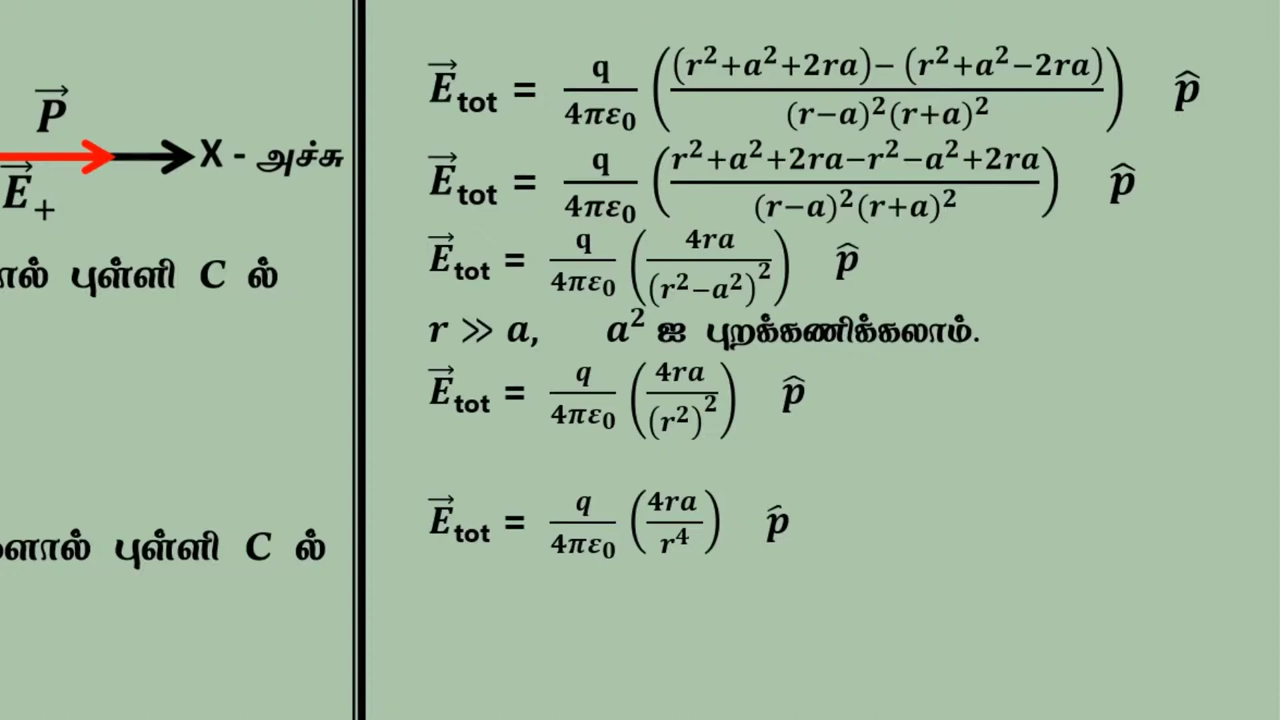 P⃗
X - அச்சு
E⃗₊
ால் புள்ளி C ல்
ளால் புள்ளி C ல்
E⃗tot = q/4πε₀ (((r²+a²+2ra)− (r²+a²−2ra))/((r−a)²(r+a)²)) p̂
E⃗tot = q/4πε₀ ((r²+a²+2ra−r²−a²+2ra)/((r−a)²(r+a)²)) p̂
E⃗tot = q/4πε₀ (4ra/(r²−a²)²) p̂
r ≫ a, a² ஐ புறக்கணிக்கலாம்.
E⃗tot = q/4πε₀ (4ra/(r²)²) p̂
E⃗tot = q/4πε₀ (4ra/r⁴) p̂